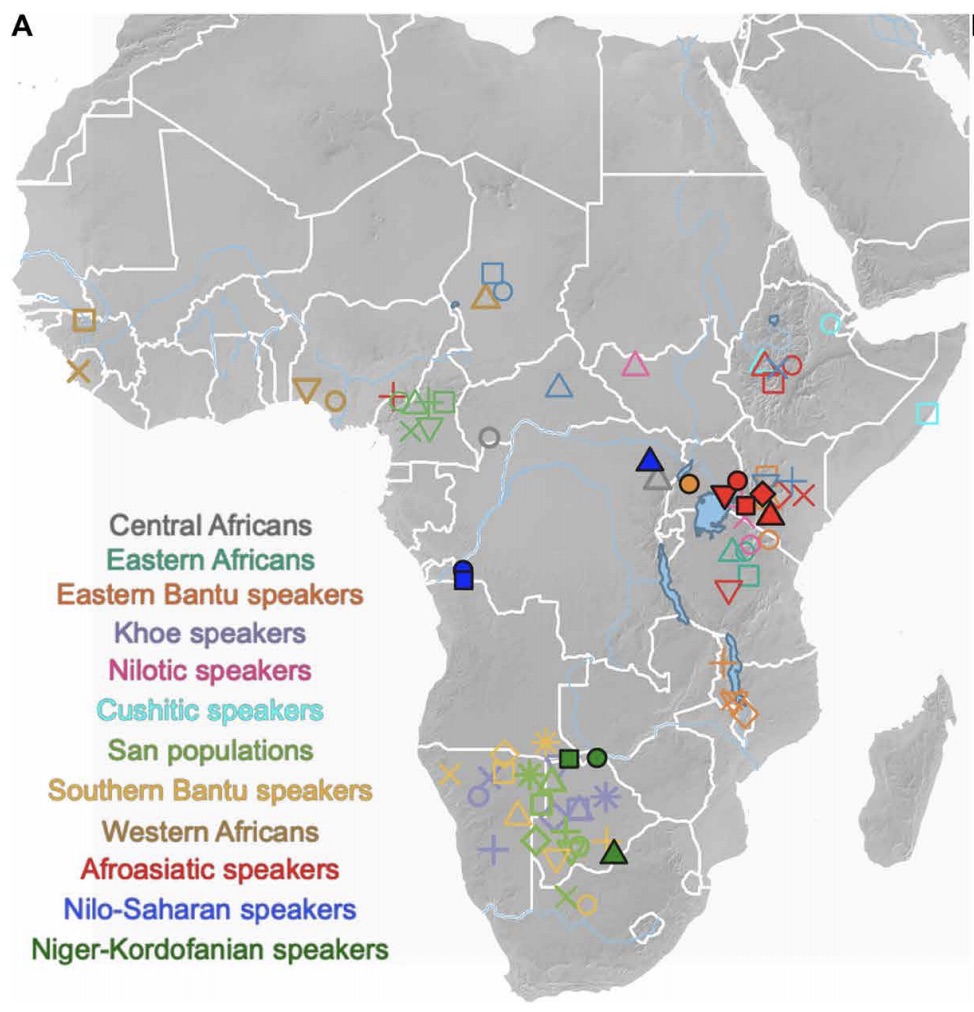 A
Central Africans
Eastern Africans
Eastern Bantu speakers
Khoe speakers
Nilotic speakers
Cushitic speakers
San populations
Southern Bantu speakers
Western Africans
Afroasiatic speakers
Nilo-Saharan speakers
Niger-Kordofanian speakers